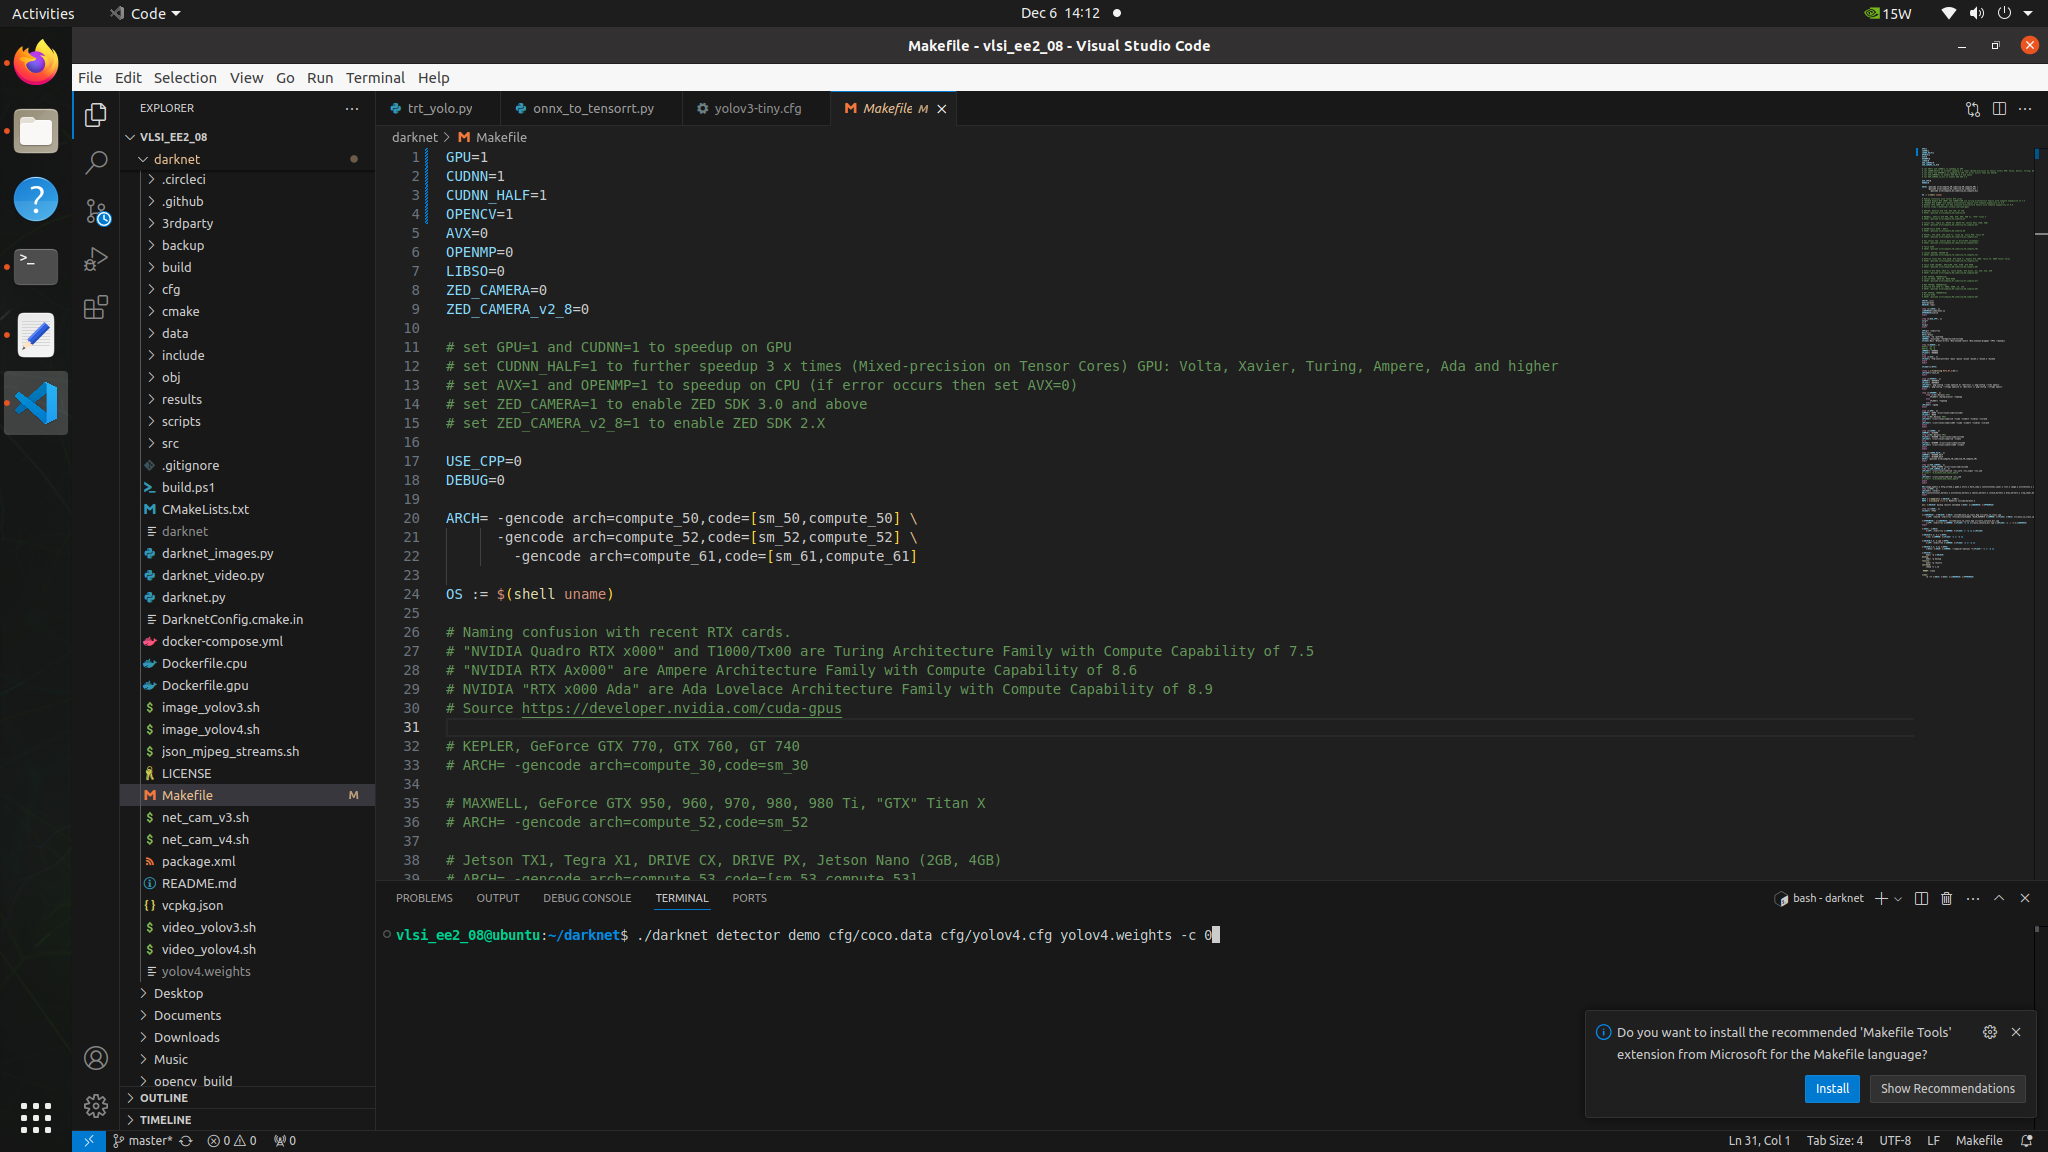 Activities
Code
Dec 6 14:12
15W
Makefile - vlsi_ee2_08 - Visual Studio Code
File Edit Selection View Go Run Terminal Help
EXPLORER
VLSI_EE2_08
darknet
.circleci
.github
3rdparty
backup
build
cfg
cmake
data
include
obj
results
scripts
src
.gitignore
build.ps1
CMakeLists.txt
darknet
darknet_images.py
darknet_video.py
darknet.py
DarknetConfig.cmake.in
docker-compose.yml
Dockerfile.cpu
Dockerfile.gpu
image_yolov3.sh
image_yolov4.sh
json_mjpeg_streams.sh
LICENSE
Makefile M
net_cam_v3.sh
net_cam_v4.sh
package.xml
README.md
vcpkg.json
video_yolov3.sh
video_yolov4.sh
yolov4.weights
Desktop
Documents
Downloads
Music
opencv_build
OUTLINE
TIMELINE
trt_yolo.py
onnx_to_tensorrt.py
yolov3-tiny.cfg
Makefile M
darknet > Makefile
1 GPU=1
2 CUDNN=1
3 CUDNN_HALF=1
4 OPENCV=1
5 AVX=0
6 OPENMP=0
7 LIBSO=0
8 ZED_CAMERA=0
9 ZED_CAMERA_v2_8=0
10
11 # set GPU=1 and CUDNN=1 to speedup on GPU
12 # set CUDNN_HALF=1 to further speedup 3 x times (Mixed-precision on Tensor Cores) GPU: Volta, Xavier, Turing, Ampere, Ada and higher
13 # set AVX=1 and OPENMP=1 to speedup on CPU (if error occurs then set AVX=0)
14 # set ZED_CAMERA=1 to enable ZED SDK 3.0 and above
15 # set ZED_CAMERA_v2_8=1 to enable ZED SDK 2.X
16
17 USE_CPP=0
18 DEBUG=0
19
20 ARCH= -gencode arch=compute_50,code=[sm_50,compute_50] \
21 -gencode arch=compute_52,code=[sm_52,compute_52] \
22 -gencode arch=compute_61,code=[sm_61,compute_61]
23
24 OS := $(shell uname)
25
26 # Naming confusion with recent RTX cards.
27 # "NVIDIA Quadro RTX x000" and T1000/Tx00 are Turing Architecture Family with Compute Capability of 7.5
28 # "NVIDIA RTX Ax000" are Ampere Architecture Family with Compute Capability of 8.6
29 # NVIDIA "RTX x000 Ada" are Ada Lovelace Architecture Family with Compute Capability of 8.9
30 # Source https://developer.nvidia.com/cuda-gpus
31
32 # KEPLER, GeForce GTX 770, GTX 760, GT 740
33 # ARCH= -gencode arch=compute_30,code=sm_30
34
35 # MAXWELL, GeForce GTX 950, 960, 970, 980, 980 Ti, "GTX" Titan X
36 # ARCH= -gencode arch=compute_52,code=sm_52
37
38 # Jetson TX1, Tegra X1, DRIVE CX, DRIVE PX, Jetson Nano (2GB, 4GB)
39 # ARCH= -gencode arch=compute_53,code=[sm_53,compute_53]
PROBLEMS OUTPUT DEBUG CONSOLE TERMINAL PORTS
bash - darknet
vlsi_ee2_08@ubuntu:~/darknet$ ./darknet detector demo cfg/coco.data cfg/yolov4.cfg yolov4.weights -c 0
Do you want to install the recommended 'Makefile Tools'
extension from Microsoft for the Makefile language?
Install
Show Recommendations
master* 0 0 0
Ln 31, Col 1 Tab Size: 4 UTF-8 LF Makefile